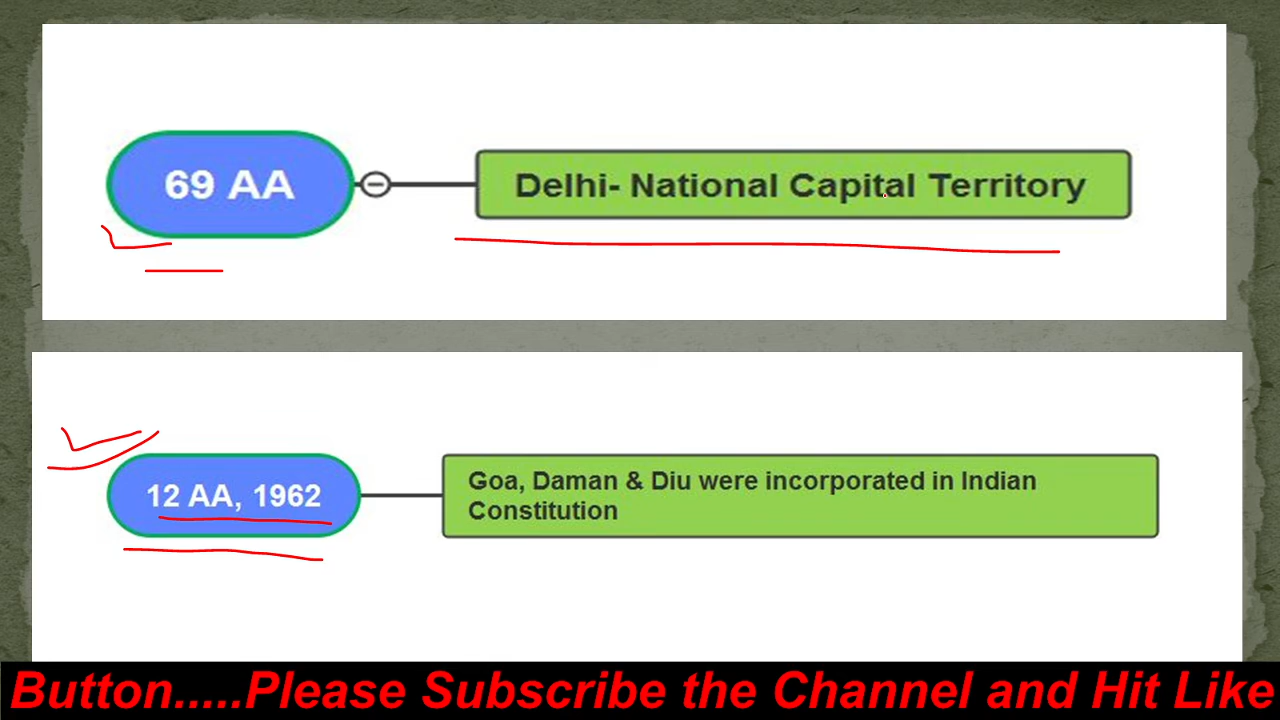 69 AA
Delhi- National Capital Territory
12 AA, 1962
Goa, Daman & Diu were incorporated in Indian
Constitution
Button.....Please Subscribe the Channel and Hit Like